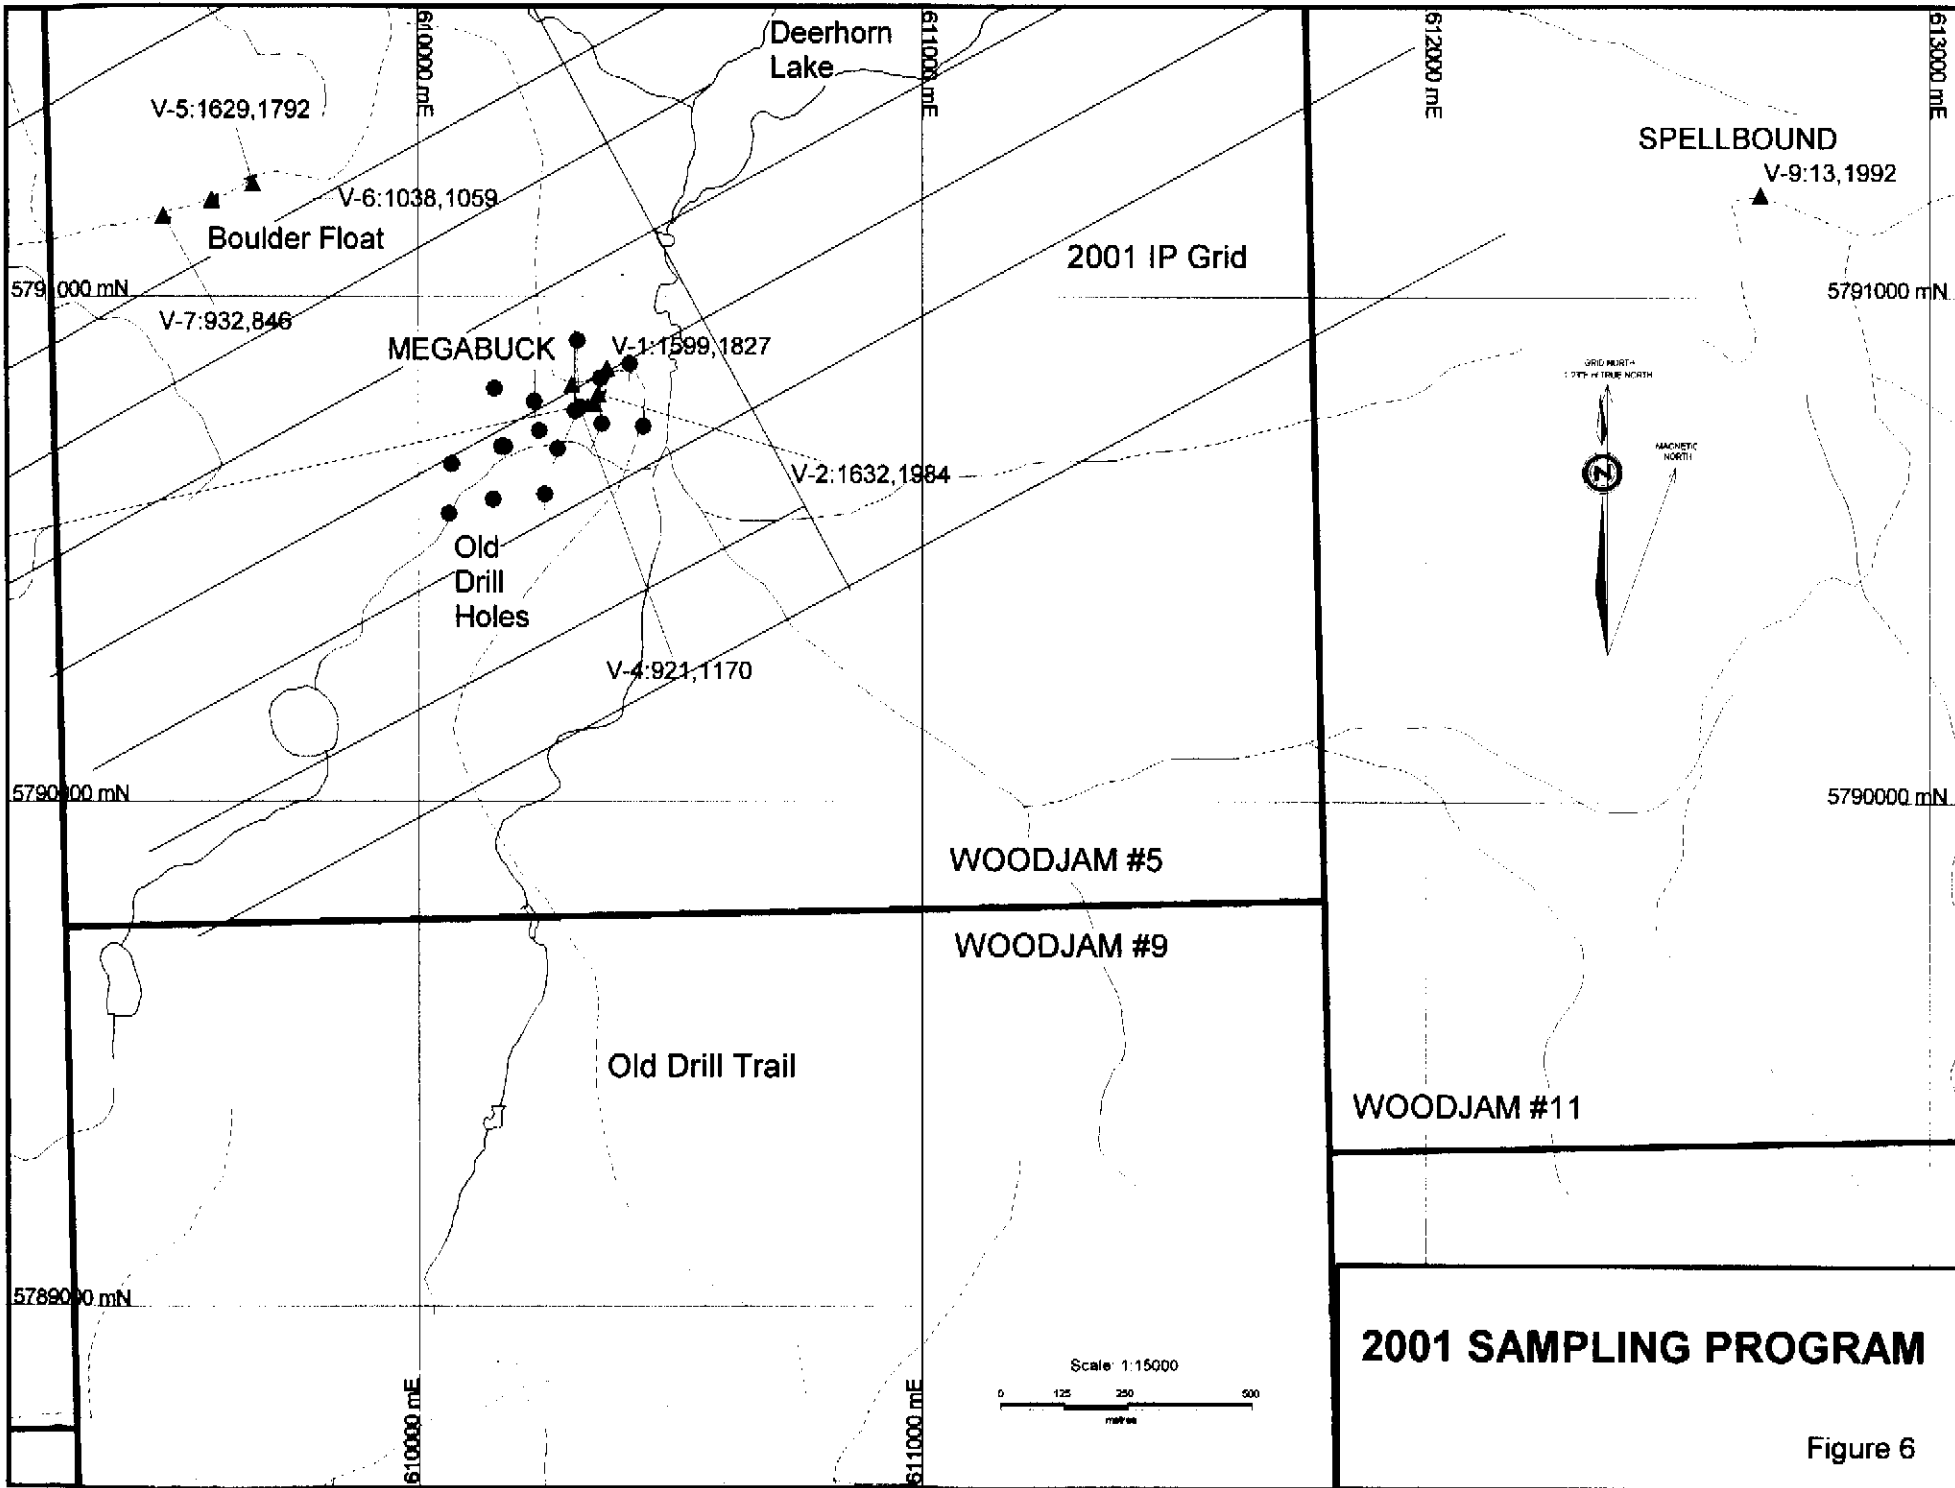 610000 mE
611000 mE
612000 mE
613000 mE
Deerhorn
Lake
V-5:1629,1792
SPELLBOUND
V-9:13,1992
V-6:1038,1059
Boulder Float
2001 IP Grid
5791000 mN
5791000 mN
V-7:932,846
MEGABUCK
V-1:1599,1827
GRID NORTH
MAGNETIC
NORTH
N
V-2:1632,1984
Old
Drill
Holes
V-4:921,1170
5790000 mN
5790000 mN
WOODJAM #5
WOODJAM #9
Old Drill Trail
WOODJAM #11
5789000 mN
Scale: 1:15000
0 125 250 500
metres
610000 mE
611000 mE
2001 SAMPLING PROGRAM
Figure 6